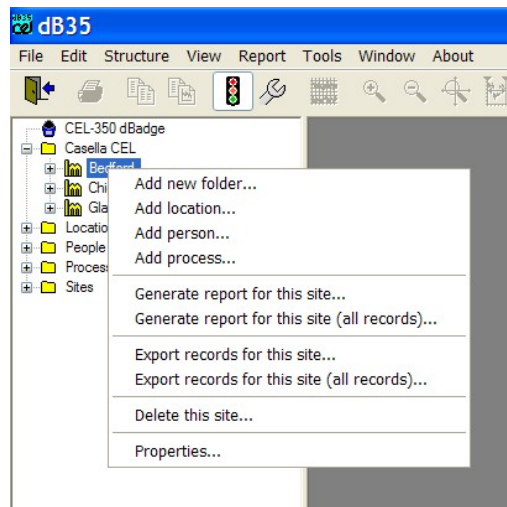 dB35
cel
dB35
File Edit Structure View Report Tools Window About
CEL-350 dBadge
Casella CEL
Bedford
Chi
Gla
Locatio
People
Proces
Sites
Add new folder...
Add location...
Add person...
Add process...
Generate report for this site...
Generate report for this site (all records)...
Export records for this site...
Export records for this site (all records)...
Delete this site...
Properties...